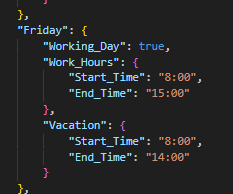 }
},
"Friday": {
"Working_Day": true,
"Work_Hours": {
"Start_Time": "8:00",
"End_Time": "15:00"
},
"Vacation": {
"Start_Time": "8:00",
"End_Time": "14:00"
}
},